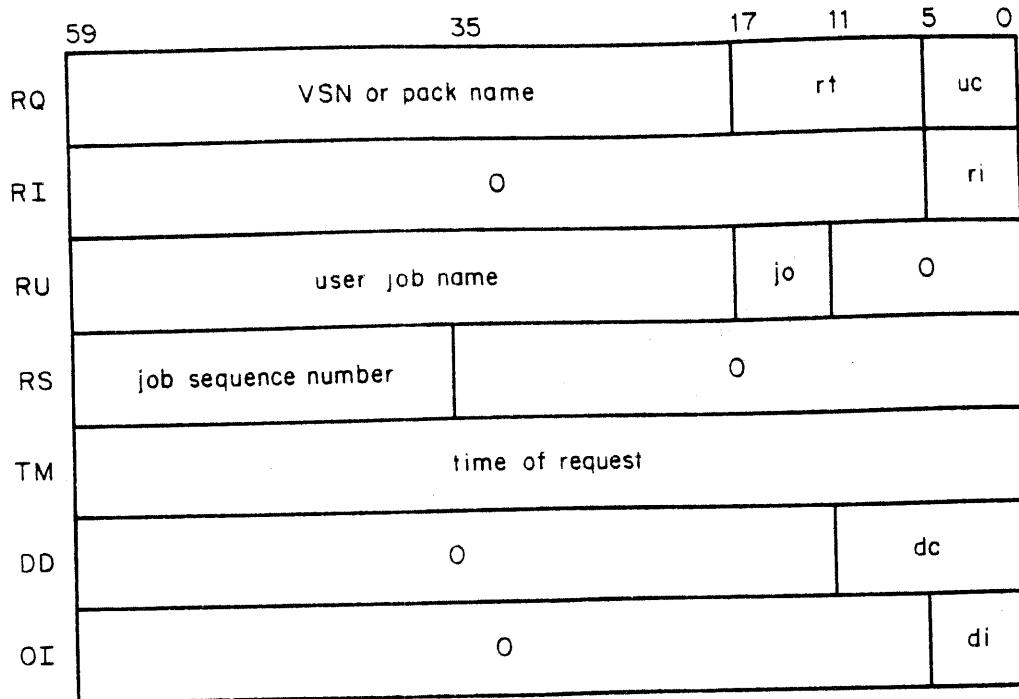 59 35 17 11 5 0
RQ VSN or pack name rt uc
RI 0 ri
RU user job name jo 0
RS job sequence number 0
TM time of request
DD 0 dc
OI 0 di